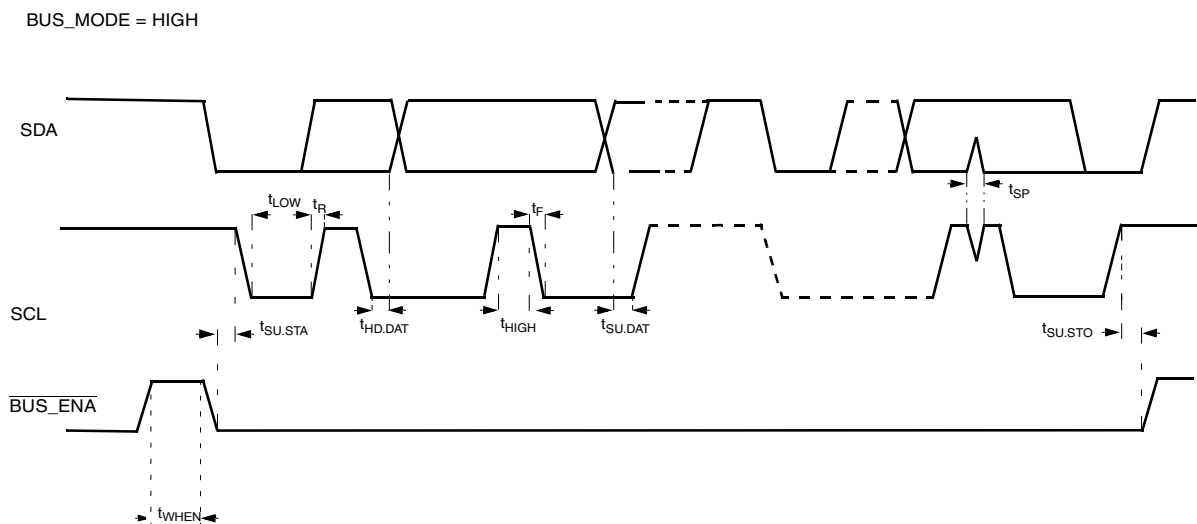 BUS_MODE = HIGH
SDA
tLOW
tR
tF
tSP
SCL
tSU.STA
tHD.DAT
tHIGH
tSU.DAT
tSU.STO
BUS_ENA
tWHEN